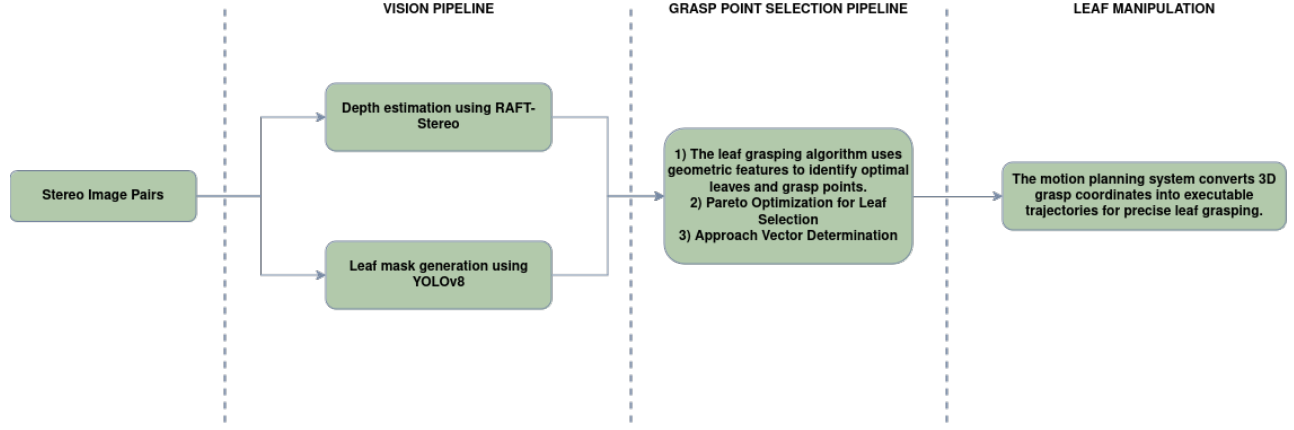 VISION PIPELINE
GRASP POINT SELECTION PIPELINE
LEAF MANIPULATION
Stereo Image Pairs
Depth estimation using RAFT-
Stereo
Leaf mask generation using
YOLOv8
1) The leaf grasping algorithm uses
geometric features to identify optimal
leaves and grasp points.
2) Pareto Optimization for Leaf
Selection
3) Approach Vector Determination
The motion planning system converts 3D
grasp coordinates into executable
trajectories for precise leaf grasping.